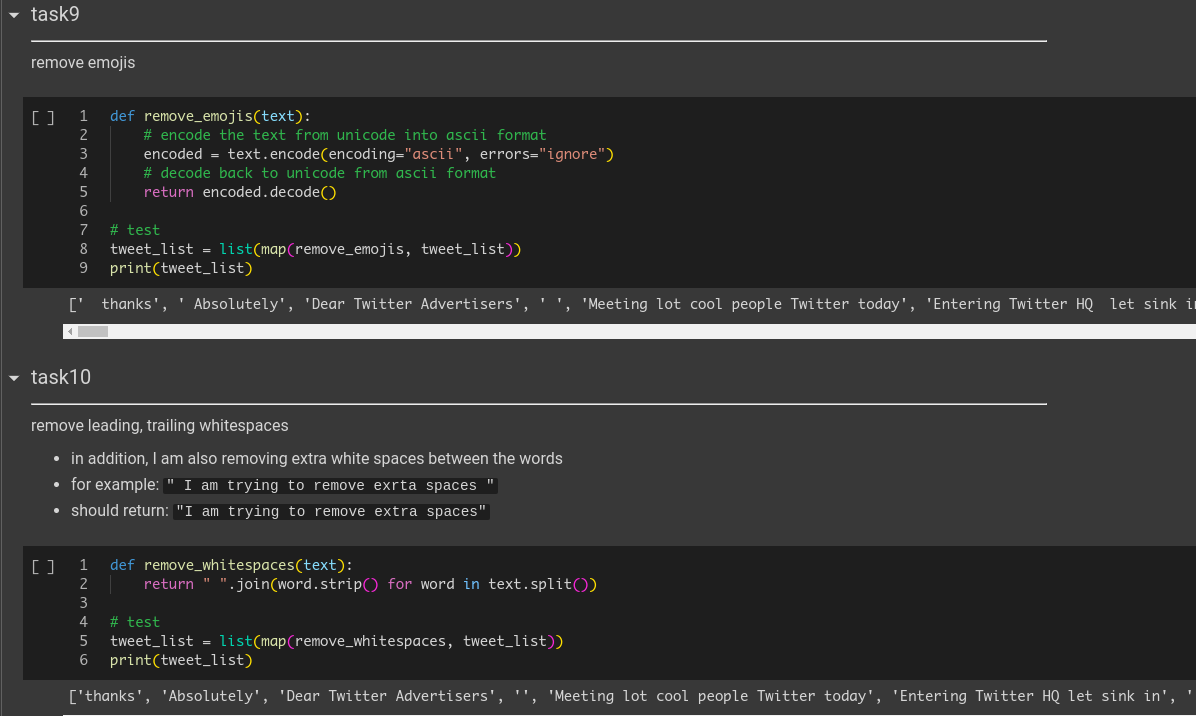 task9
remove emojis
[ ] 1 def remove_emojis(text):
2 # encode the text from unicode into ascii format
3 encoded = text.encode(encoding="ascii", errors="ignore")
4 # decode back to unicode from ascii format
5 return encoded.decode()
6
7 # test
8 tweet_list = list(map(remove_emojis, tweet_list))
9 print(tweet_list)
['  thanks', ' Absolutely', 'Dear Twitter Advertisers', ' ', 'Meeting lot cool people Twitter today', 'Entering Twitter HQ  let sink in
task10
remove leading, trailing whitespaces
• in addition, I am also removing extra white spaces between the words
• for example: " I am trying to remove exrta spaces "
• should return: "I am trying to remove extra spaces"
[ ] 1 def remove_whitespaces(text):
2 return " ".join(word.strip() for word in text.split())
3
4 # test
5 tweet_list = list(map(remove_whitespaces, tweet_list))
6 print(tweet_list)
['thanks', 'Absolutely', 'Dear Twitter Advertisers', '', 'Meeting lot cool people Twitter today', 'Entering Twitter HQ let sink in', '